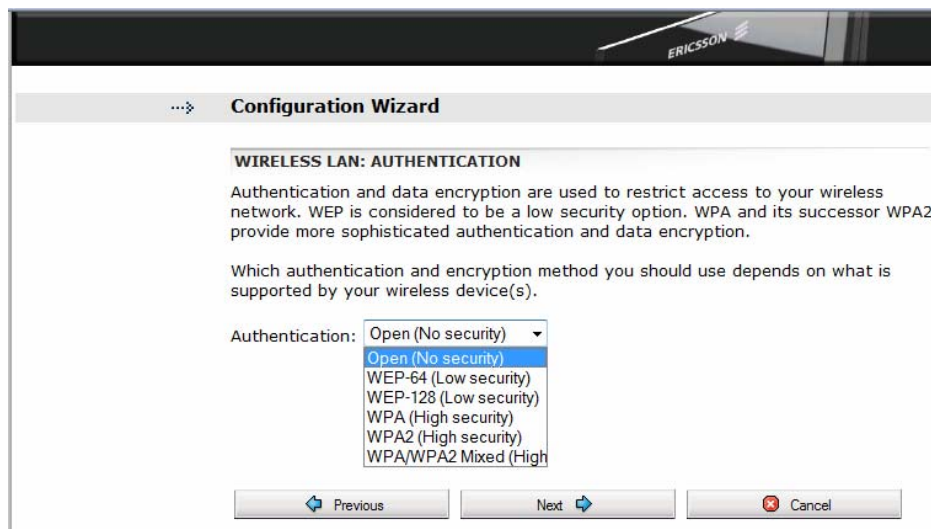 ERICSSON
Configuration Wizard
WIRELESS LAN: AUTHENTICATION
Authentication and data encryption are used to restrict access to your wireless
network. WEP is considered to be a low security option. WPA and its successor WPA2
provide more sophisticated authentication and data encryption.
Which authentication and encryption method you should use depends on what is
supported by your wireless device(s).
Authentication: Open (No security)
Open (No security)
WEP-64 (Low security)
WEP-128 (Low security)
WPA (High security)
WPA2 (High security)
WPA/WPA2 Mixed (High
Previous Next Cancel